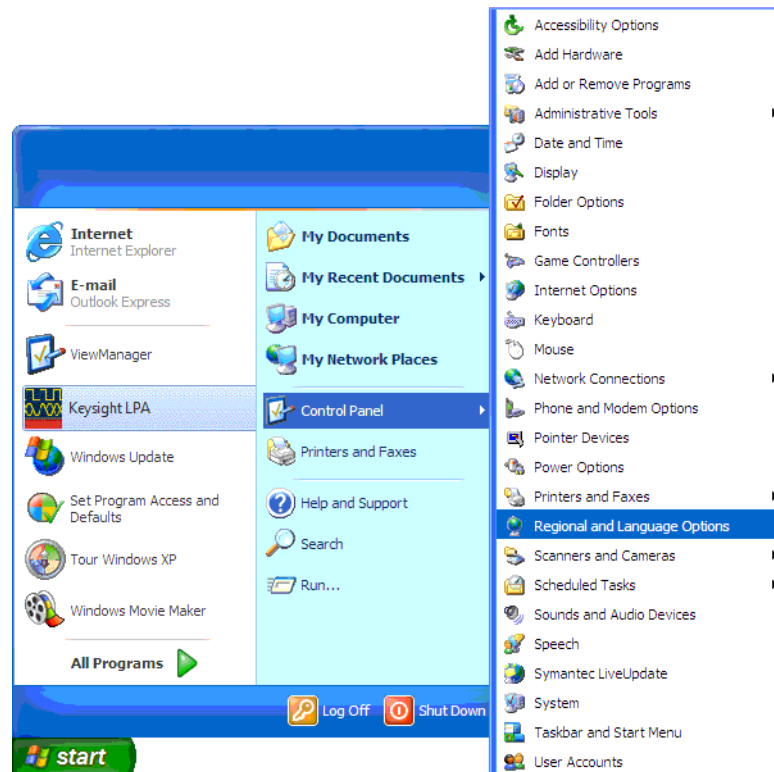 Internet
Internet Explorer
E-mail
Outlook Express
ViewManager
Keysight LPA
Windows Update
Set Program Access and
Defaults
Tour Windows XP
Windows Movie Maker
All Programs
My Documents
My Recent Documents
My Computer
My Network Places
Control Panel
Printers and Faxes
Help and Support
Search
Run...
Log Off
Shut Down
start
Accessibility Options
Add Hardware
Add or Remove Programs
Administrative Tools
Date and Time
Display
Folder Options
Fonts
Game Controllers
Internet Options
Keyboard
Mouse
Network Connections
Phone and Modem Options
Pointer Devices
Power Options
Printers and Faxes
Regional and Language Options
Scanners and Cameras
Scheduled Tasks
Sounds and Audio Devices
Speech
Symantec LiveUpdate
System
Taskbar and Start Menu
User Accounts